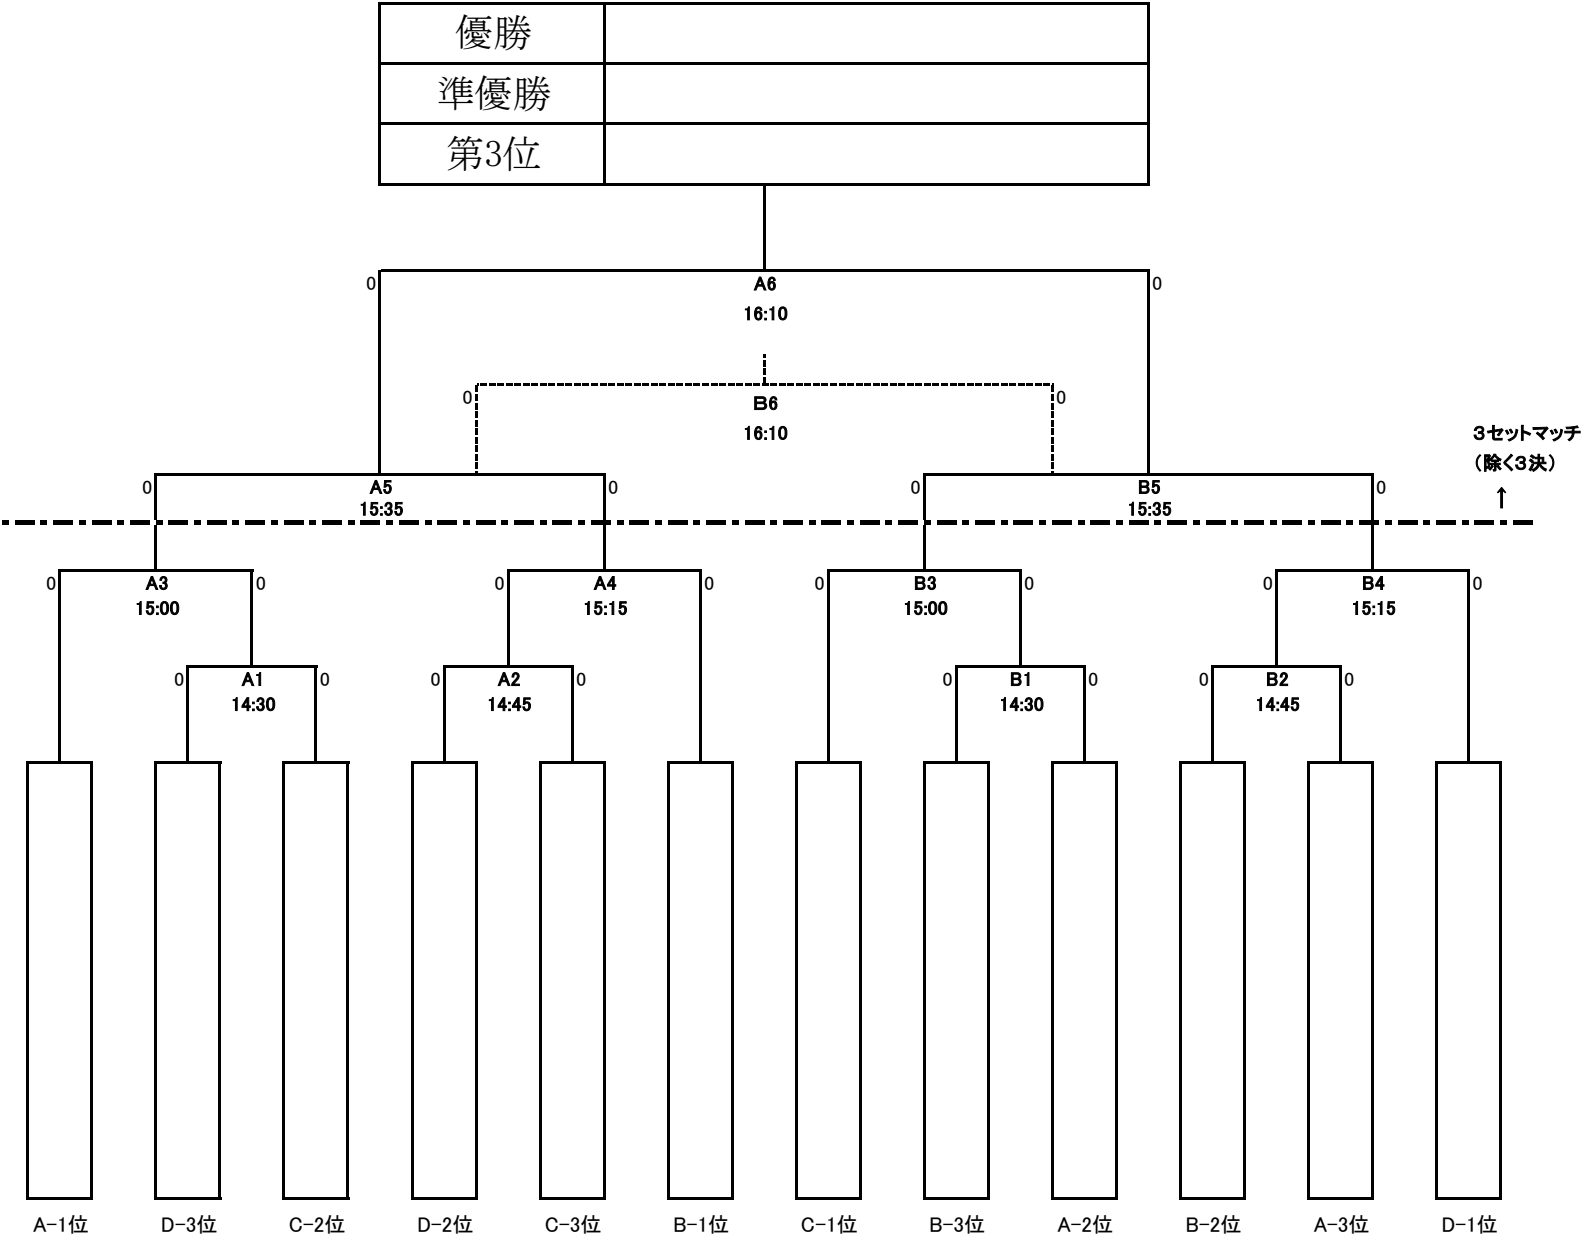 優勝
準優勝
第3位
0 A6 0
16:10
0 B6 0
16:10
3セットマッチ
(除く3決)
↑
0 A5 0 0 B5 0
15:35 15:35
0 A3 0 0 A4 0 0 B3 0 0 B4 0
15:00 15:15 15:00 15:15
0 A1 0 0 A2 0 0 B1 0 0 B2 0
14:30 14:45 14:30 14:45
A-1位 D-3位 C-2位 D-2位 C-3位 B-1位 C-1位 B-3位 A-2位 B-2位 A-3位 D-1位